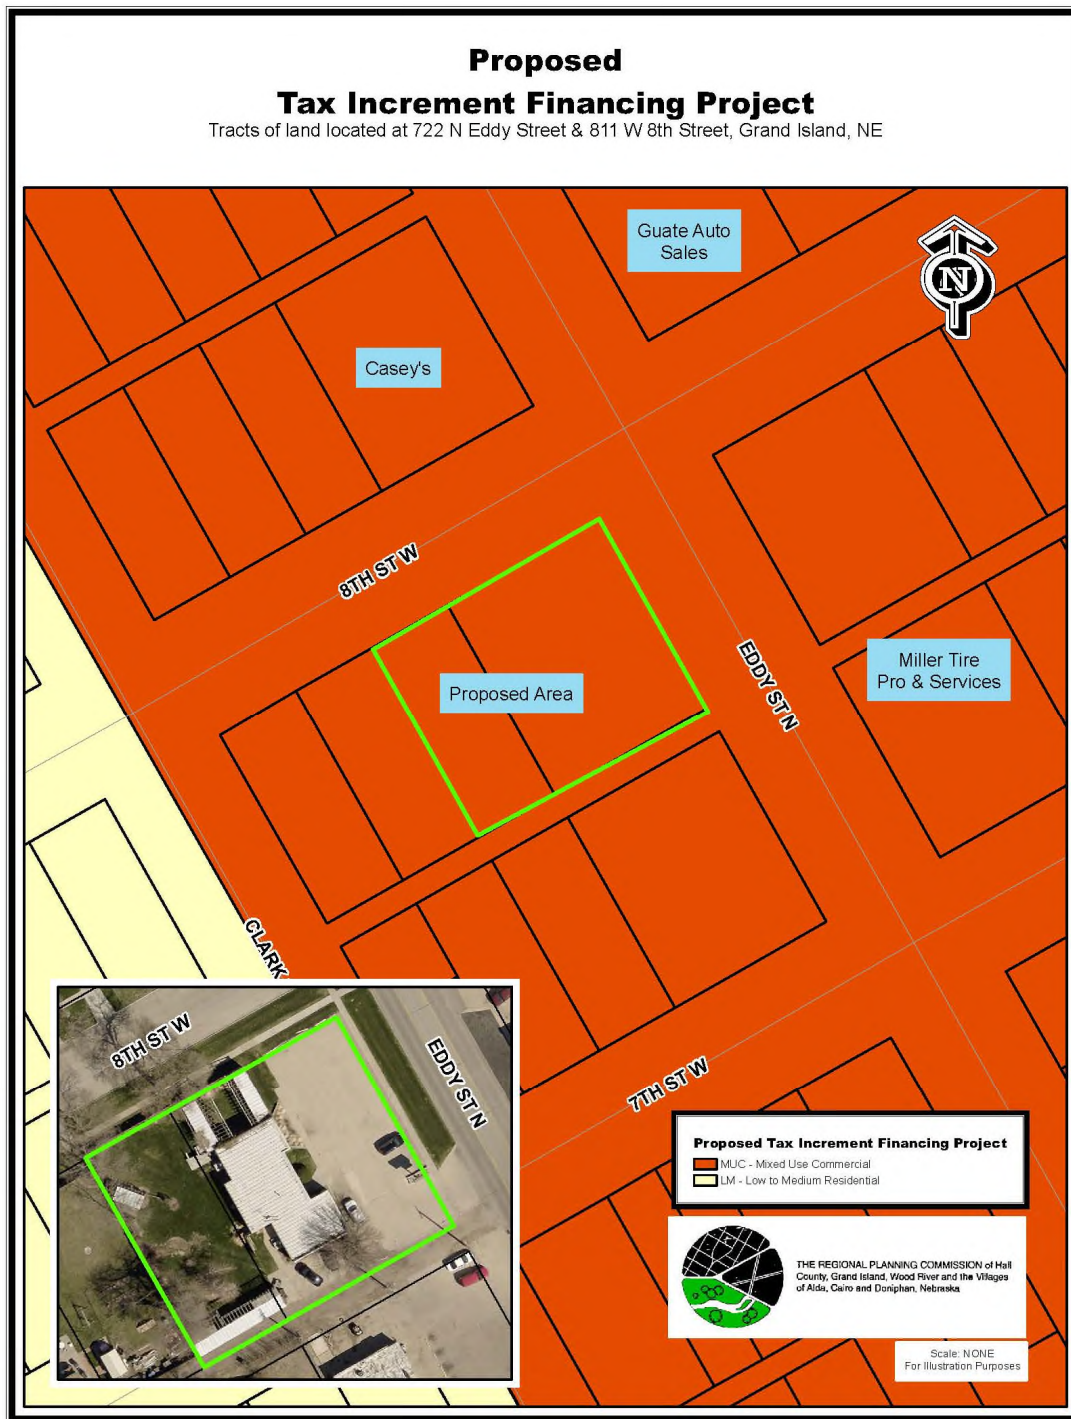 Proposed
Tax Increment Financing Project
Tracts of land located at 722 N Eddy Street & 811 W 8th Street, Grand Island, NE
Guate Auto
Sales
N
Casey's
8TH ST W
EDDY ST N
Miller Tire
Pro & Services
Proposed Area
CLARK
8TH ST W
EDDY ST N
7TH ST W
Proposed Tax Increment Financing Project
MUC - Mixed Use Commercial
LM - Low to Medium Residential
THE REGIONAL PLANNING COMMISSION of Hall
County, Grand Island, Wood River and the Villages
of Alda, Cairo and Doniphan, Nebraska
Scale: NONE
For Illustration Purposes